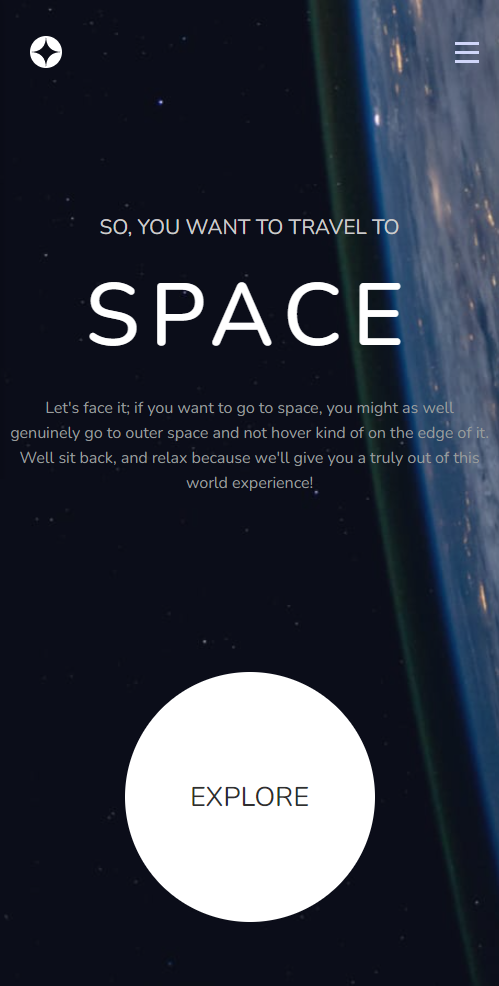 SO, YOU WANT TO TRAVEL TO
SPACE
Let's face it; if you want to go to space, you might as well
genuinely go to outer space and not hover kind of on the edge of it.
Well sit back, and relax because we'll give you a truly out of this
world experience!
EXPLORE